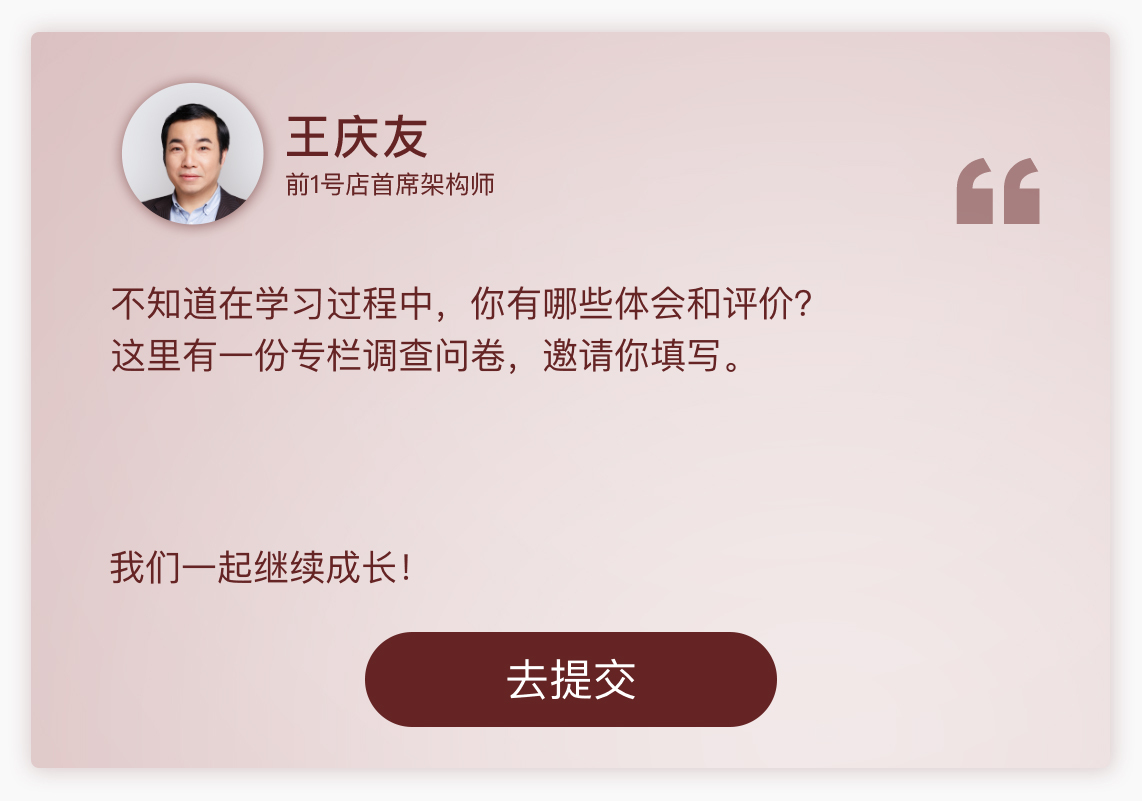 王庆友
前1号店首席架构师
“
不知道在学习过程中，你有哪些体会和评价？
这里有一份专栏调查问卷，邀请你填写。
我们一起继续成长！
去提交